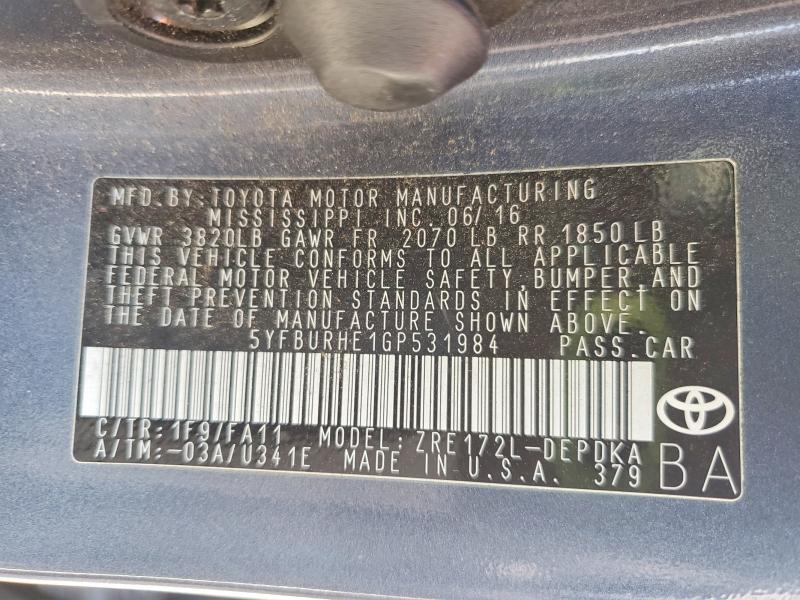 MFD. BY: TOYOTA MOTOR MANUFACTURING
MISSISSIPPI INC. 06/16
GVWR 3820LB GAWR FR 2070 LB RR 1850 LB
THIS VEHICLE CONFORMS TO ALL APPLICABLE
FEDERAL MOTOR VEHICLE SAFETY, BUMPER, AND
THEFT PREVENTION STANDARDS IN EFFECT ON
THE DATE OF MANUFACTURE SHOWN ABOVE.
5YFBURHE1GP531984 PASS. CAR
C/TR: 1F9/FA11 MODEL: ZRE172L-DEPDKA
A/TM: -03A/U341E MADE IN U.S.A. 379
BA